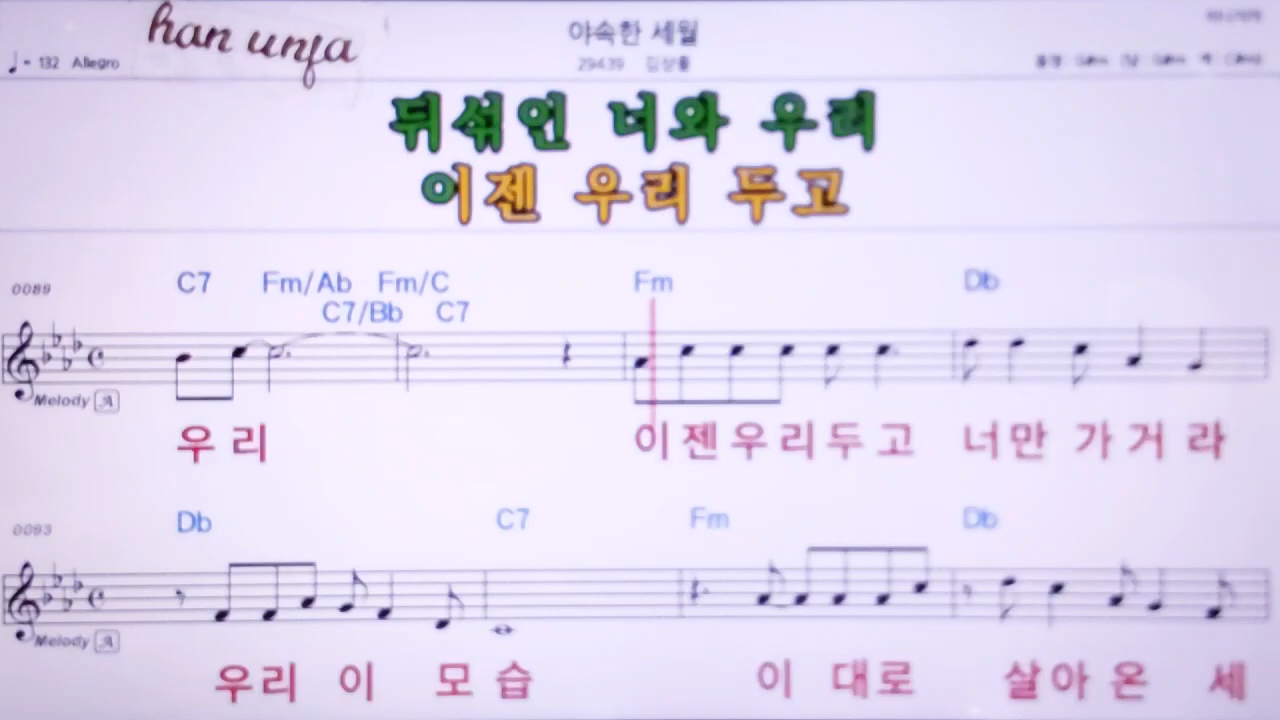 han unja
야속한 세월
♩= 132 Allegro
29439 김상돌
뒤섞인 너와 우리
이젠 우리 두고
C7 Fm/Ab Fm/C Fm Db
C7/Bb C7
0089
Melody A
우 리 이 젠 우 리 두 고 너 만 가 거 라
Db C7 Fm Db
0093
Melody A
우 리 이 모 습 이 대 로 살 아 온 세